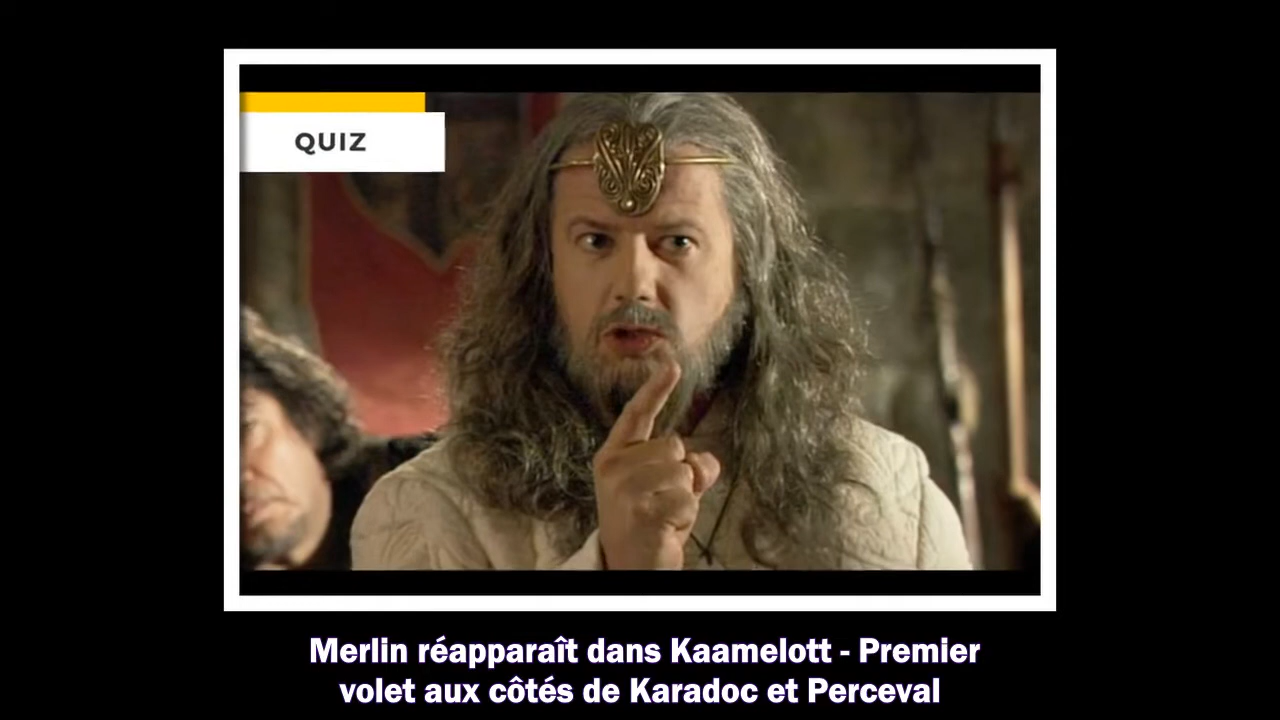 QUIZ
Merlin réapparaît dans Kaamelott - Premier
volet aux côtés de Karadoc et Perceval